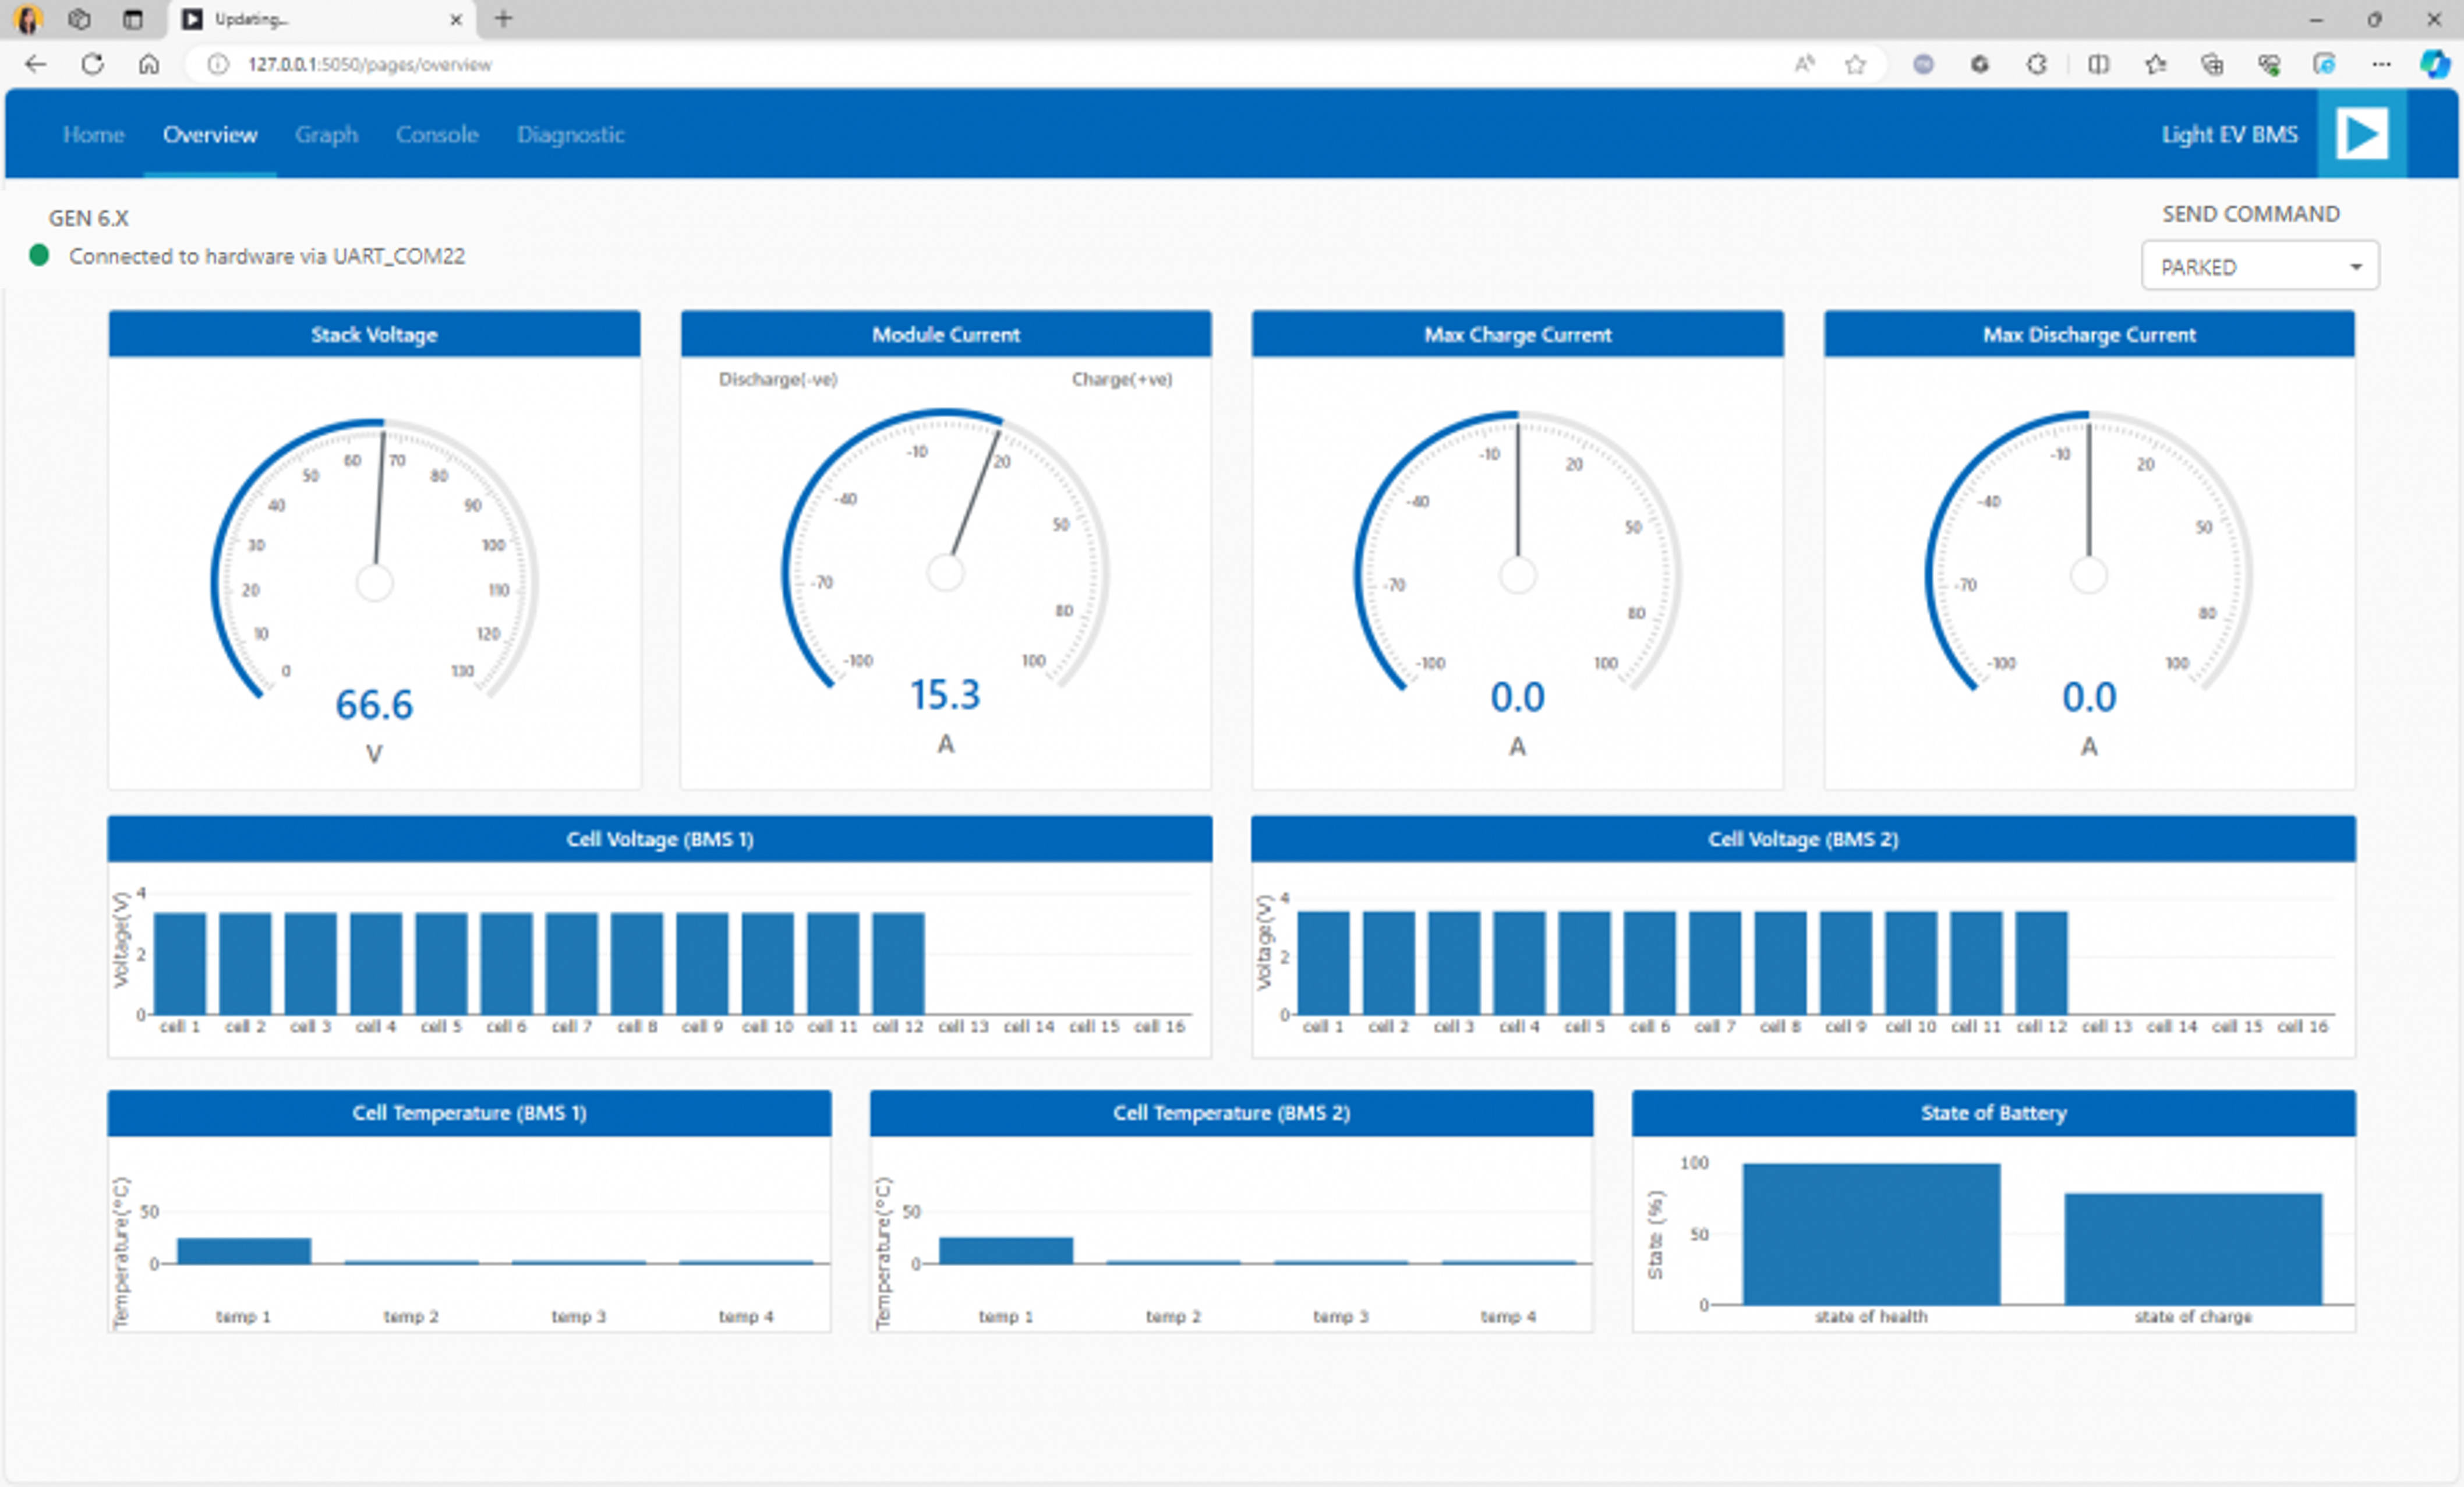 Updating...
127.0.0.1:5050/pages/overview
Home Overview Graph Console Diagnostic Light EV BMS
GEN 6.X
SEND COMMAND
Connected to hardware via UART_COM22
PARKED
Stack Voltage
0 10 20 30 40 50 60 70 80 90 100 110 120 130
66.6
V
Module Current
Discharge(-ve) Charge(+ve)
-100 -70 -40 -10 20 50 80 100
15.3
A
Max Charge Current
-100 -70 -40 -10 20 50 80 100
0.0
A
Max Discharge Current
-100 -70 -40 -10 20 50 80 100
0.0
A
Cell Voltage (BMS 1)
Voltage(V)
4
2
0
cell 1 cell 2 cell 3 cell 4 cell 5 cell 6 cell 7 cell 8 cell 9 cell 10 cell 11 cell 12 cell 13 cell 14 cell 15 cell 16
Cell Voltage (BMS 2)
Voltage(V)
4
2
0
cell 1 cell 2 cell 3 cell 4 cell 5 cell 6 cell 7 cell 8 cell 9 cell 10 cell 11 cell 12 cell 13 cell 14 cell 15 cell 16
Cell Temperature (BMS 1)
Temperature(°C)
50
0
temp 1 temp 2 temp 3 temp 4
Cell Temperature (BMS 2)
Temperature(°C)
50
0
temp 1 temp 2 temp 3 temp 4
State of Battery
State (%)
100
50
0
state of health state of charge